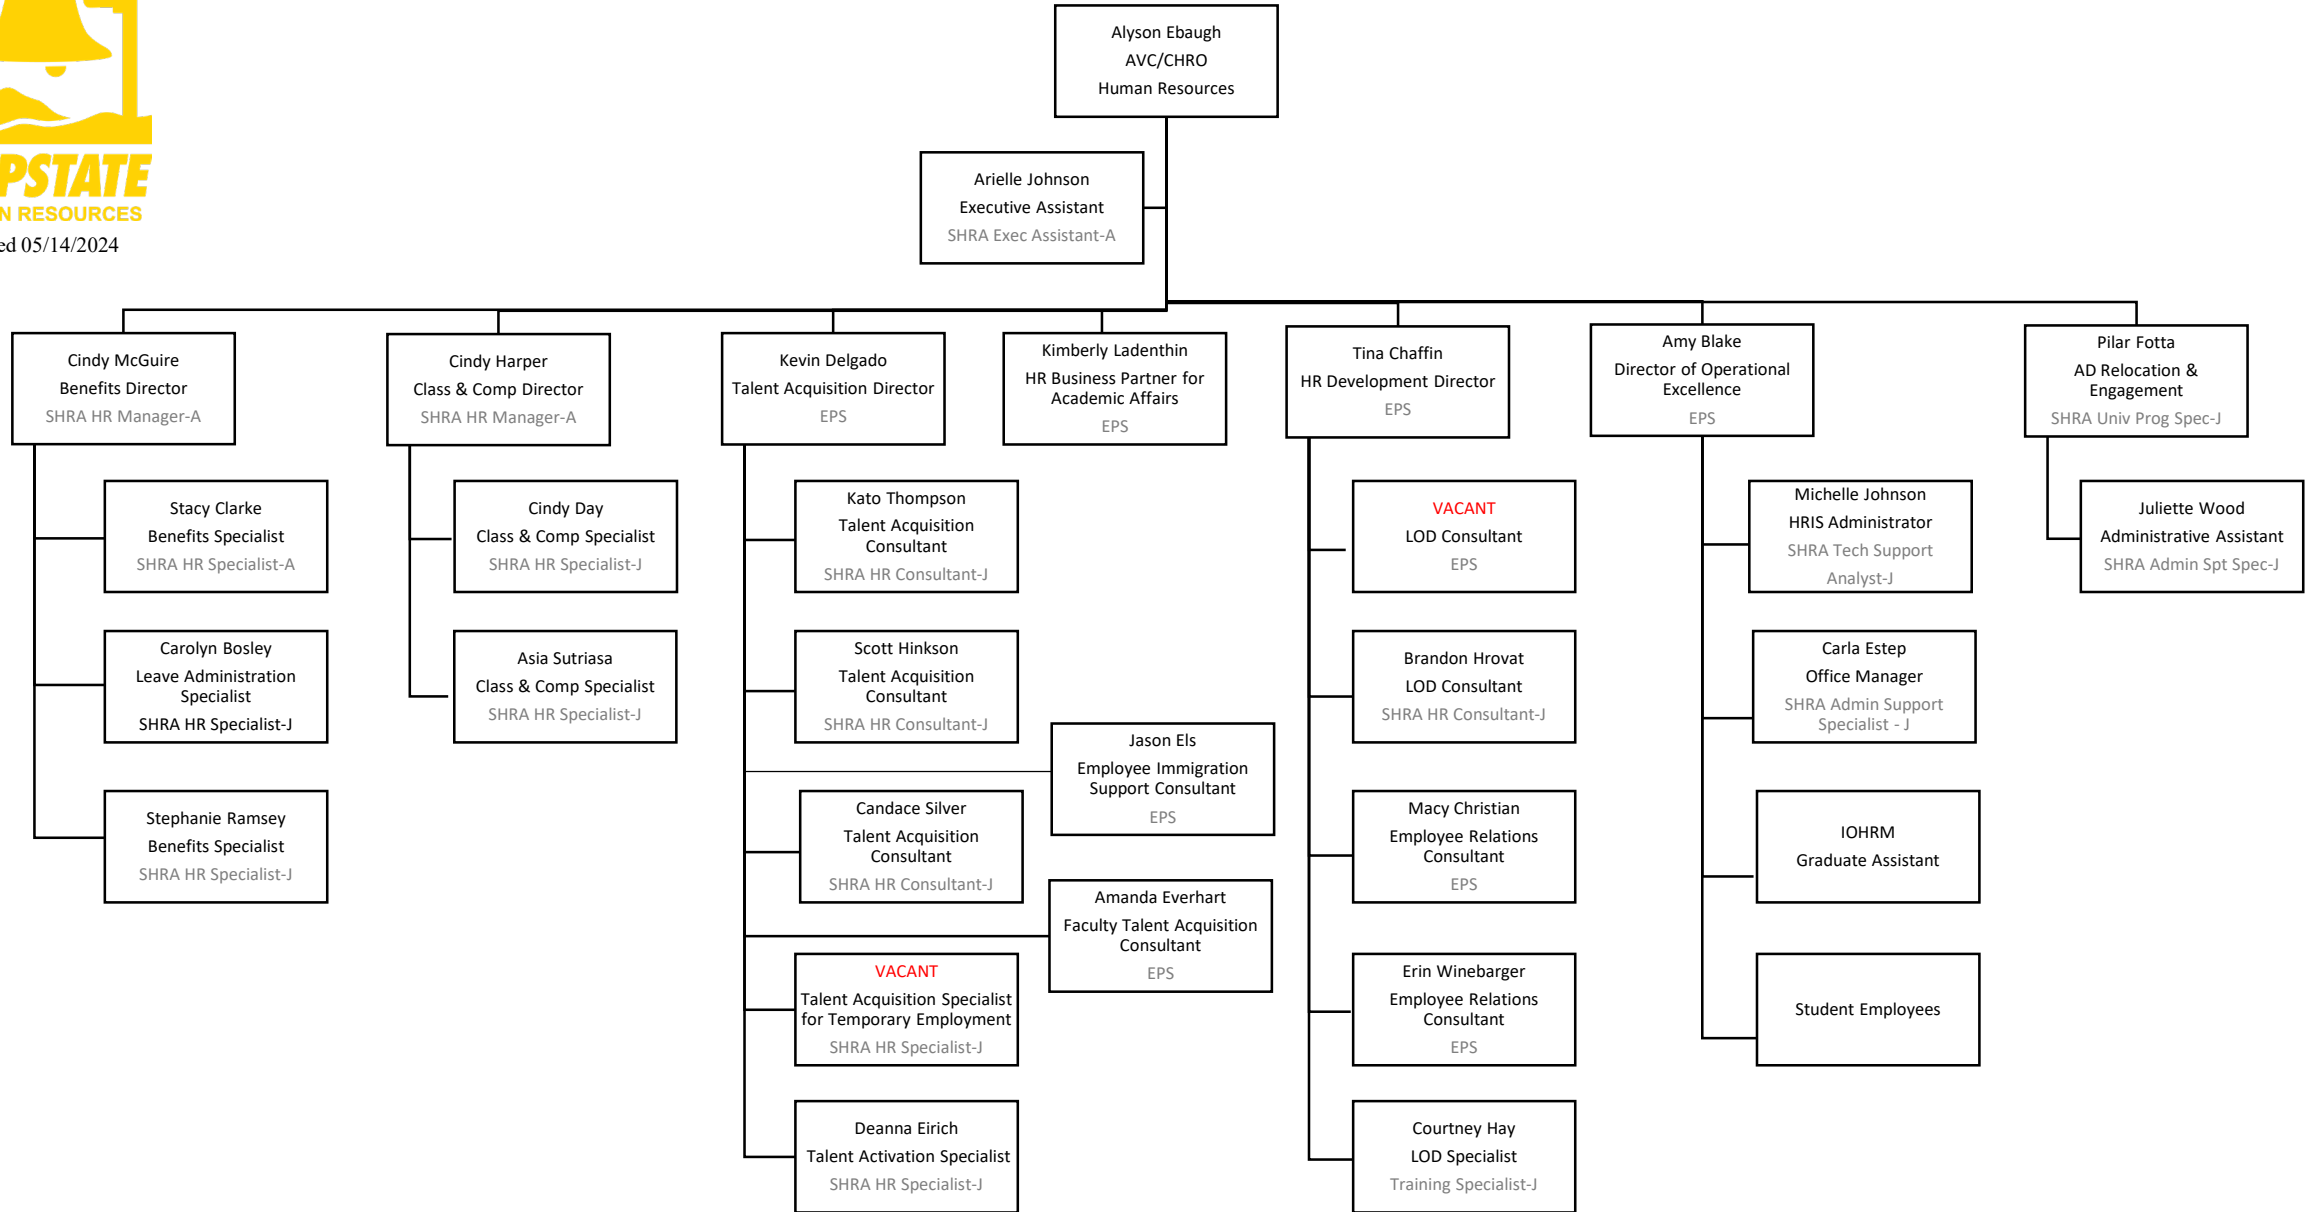 PSTATE
N RESOURCES
ed 05/14/2024
Alyson Ebaugh
AVC/CHRO
Human Resources
Arielle Johnson
Executive Assistant
SHRA Exec Assistant-A
Cindy McGuire
Benefits Director
SHRA HR Manager-A
Cindy Harper
Class & Comp Director
SHRA HR Manager-A
Kevin Delgado
Talent Acquisition Director
EPS
Kimberly Ladenthin
HR Business Partner for
Academic Affairs
EPS
Tina Chaffin
HR Development Director
EPS
Amy Blake
Director of Operational
Excellence
EPS
Pilar Fotta
AD Relocation &
Engagement
SHRA Univ Prog Spec-J
Stacy Clarke
Benefits Specialist
SHRA HR Specialist-A
Carolyn Bosley
Leave Administration
Specialist
SHRA HR Specialist-J
Stephanie Ramsey
Benefits Specialist
SHRA HR Specialist-J
Cindy Day
Class & Comp Specialist
SHRA HR Specialist-J
Asia Sutriasa
Class & Comp Specialist
SHRA HR Specialist-J
Kato Thompson
Talent Acquisition
Consultant
SHRA HR Consultant-J
Scott Hinkson
Talent Acquisition
Consultant
SHRA HR Consultant-J
Jason Els
Employee Immigration
Support Consultant
EPS
Candace Silver
Talent Acquisition
Consultant
SHRA HR Consultant-J
Amanda Everhart
Faculty Talent Acquisition
Consultant
EPS
VACANT
Talent Acquisition Specialist
for Temporary Employment
SHRA HR Specialist-J
Deanna Eirich
Talent Activation Specialist
SHRA HR Specialist-J
VACANT
LOD Consultant
EPS
Brandon Hrovat
LOD Consultant
SHRA HR Consultant-J
Macy Christian
Employee Relations
Consultant
EPS
Erin Winebarger
Employee Relations
Consultant
EPS
Courtney Hay
LOD Specialist
Training Specialist-J
Michelle Johnson
HRIS Administrator
SHRA Tech Support
Analyst-J
Carla Estep
Office Manager
SHRA Admin Support
Specialist - J
IOHRM
Graduate Assistant
Student Employees
Juliette Wood
Administrative Assistant
SHRA Admin Spt Spec-J